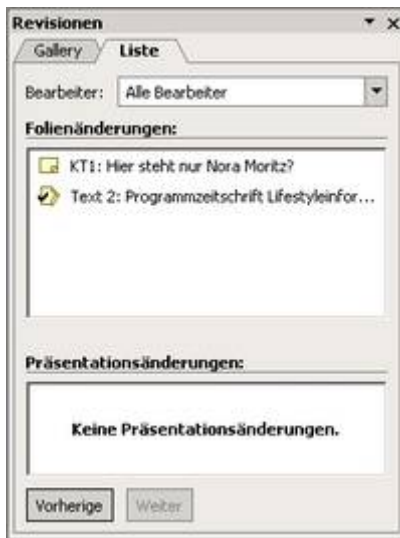 Revisionen
Gallery Liste
Bearbeiter: Alle Bearbeiter
Folienänderungen:
KT1: Hier steht nur Nora Moritz?
Text 2: Programmzeitschrift Lifestyleinfor...
Präsentationsänderungen:
Keine Präsentationsänderungen.
Vorherige Weiter